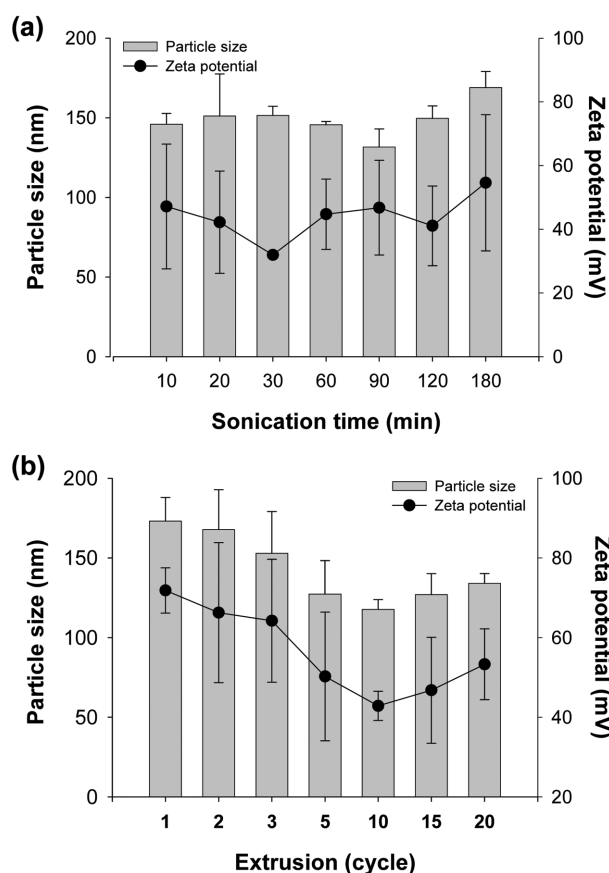 (a)
Particle size
Zeta potential
200
150
100
50
0
100
80
60
40
20
0
Particle size (nm)
Zeta potential (mV)
10 20 30 60 90 120 180
Sonication time (min)
(b)
Particle size
Zeta potential
200
150
100
50
0
100
80
60
40
20
Particle size (nm)
Zeta potential (mV)
1 2 3 5 10 15 20
Extrusion (cycle)